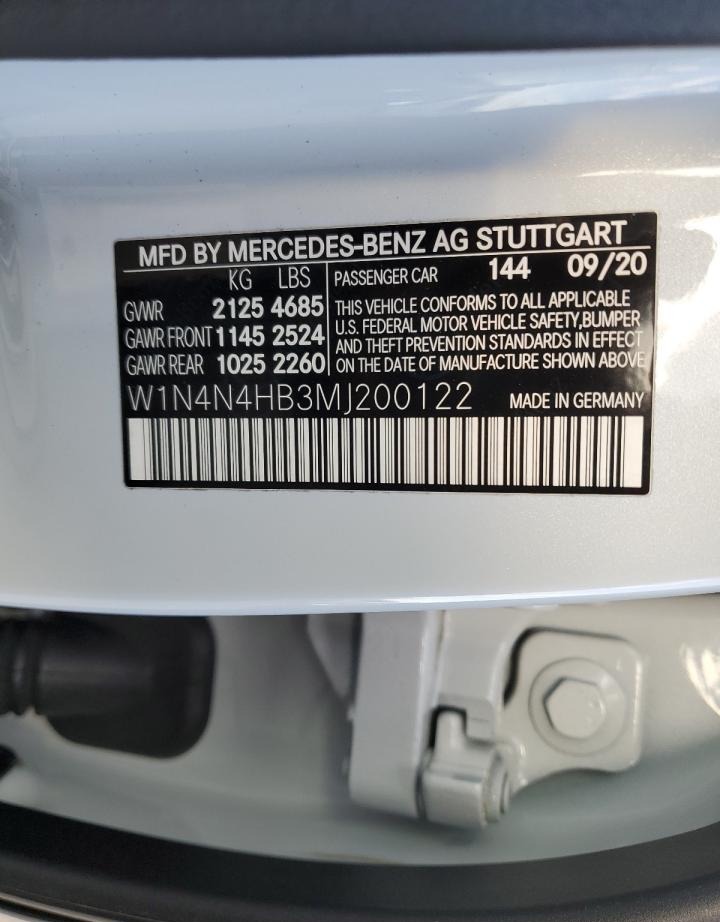 MFD BY MERCEDES-BENZ AG STUTTGART
KG LBS
GVWR 2125 4685
GAWR FRONT 1145 2524
GAWR REAR 1025 2260
PASSENGER CAR 144 09/20
THIS VEHICLE CONFORMS TO ALL APPLICABLE
U.S. FEDERAL MOTOR VEHICLE SAFETY,BUMPER
AND THEFT PREVENTION STANDARDS IN EFFECT
ON THE DATE OF MANUFACTURE SHOWN ABOVE
W1N4N4HB3MJ200122 MADE IN GERMANY